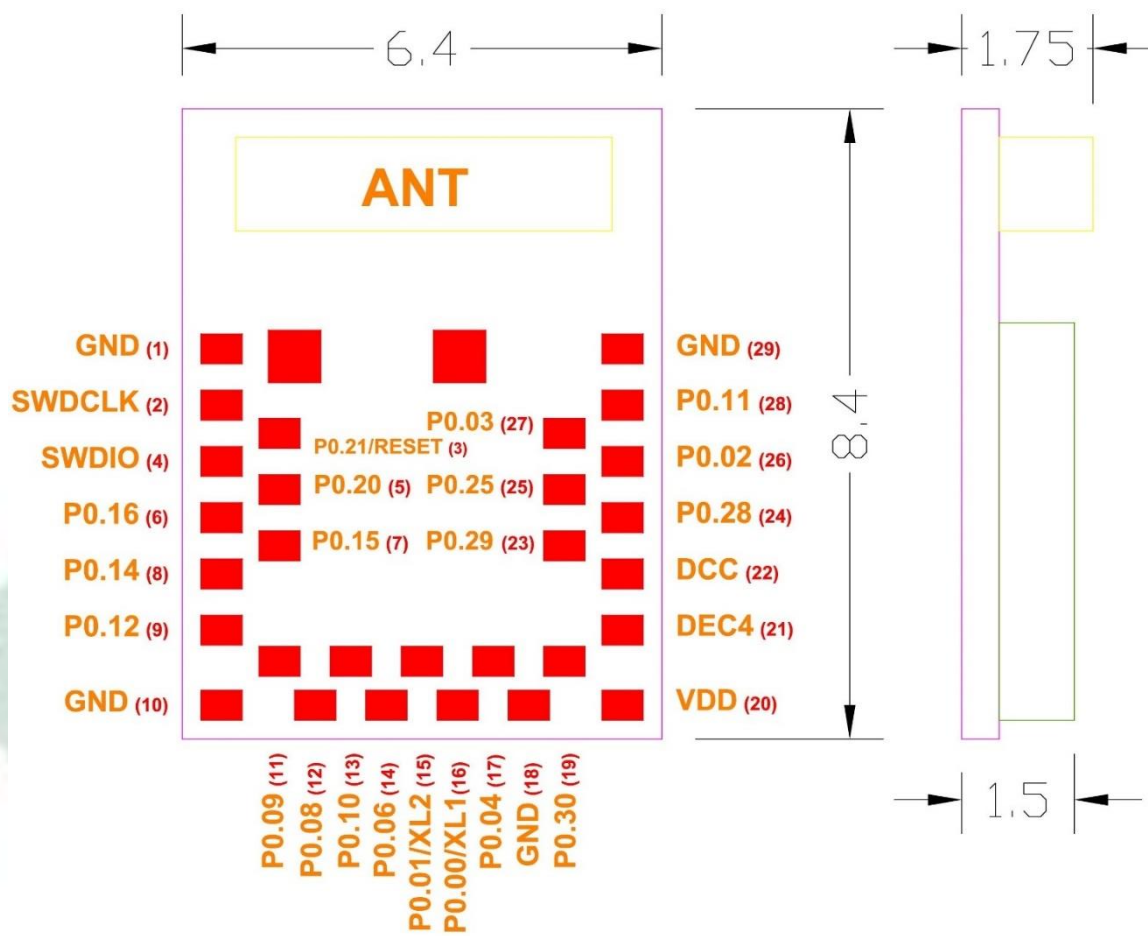 6.4
1.75
ANT
8.4
GND (1)
SWDCLK (2)
SWDIO (4)
P0.16 (6)
P0.14 (8)
P0.12 (9)
GND (10)
P0.21/RESET (3)
P0.20 (5)
P0.15 (7)
P0.03 (27)
P0.25 (25)
P0.29 (23)
GND (29)
P0.11 (28)
P0.02 (26)
P0.28 (24)
DCC (22)
DEC4 (21)
VDD (20)
P0.09 (11)
P0.08 (12)
P0.10 (13)
P0.06 (14)
P0.01/XL2 (15)
P0.00/XL1 (16)
P0.04 (17)
GND (18)
P0.30 (19)
1.5